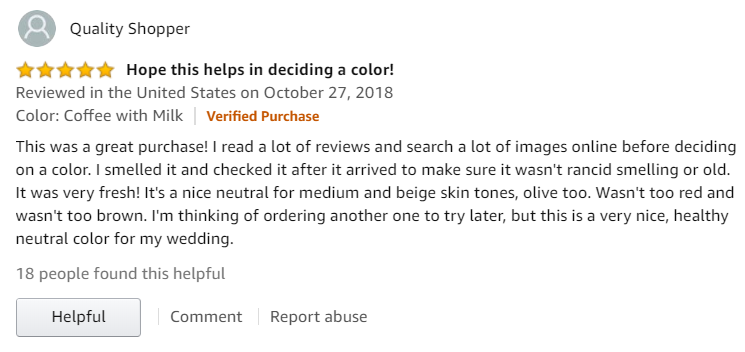 Quality Shopper
Hope this helps in deciding a color!
Reviewed in the United States on October 27, 2018
Color: Coffee with Milk | Verified Purchase
This was a great purchase! I read a lot of reviews and search a lot of images online before deciding
on a color. I smelled it and checked it after it arrived to make sure it wasn't rancid smelling or old.
It was very fresh! It's a nice neutral for medium and beige skin tones, olive too. Wasn't too red and
wasn't too brown. I'm thinking of ordering another one to try later, but this is a very nice, healthy
neutral color for my wedding.
18 people found this helpful
Helpful | Comment | Report abuse